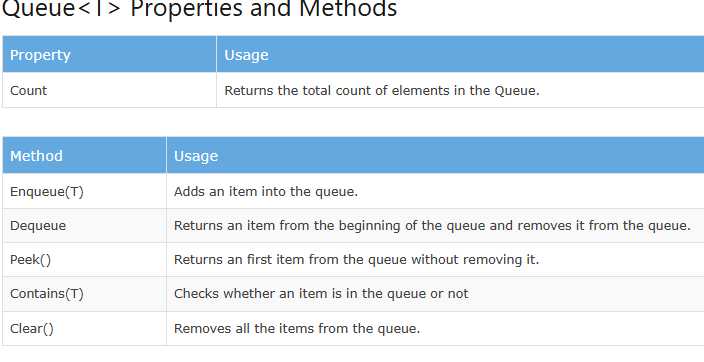 Queue<T> Properties and Methods
Property Usage
Count Returns the total count of elements in the Queue.
Method Usage
Enqueue(T) Adds an item into the queue.
Dequeue Returns an item from the beginning of the queue and removes it from the queue.
Peek() Returns an first item from the queue without removing it.
Contains(T) Checks whether an item is in the queue or not
Clear() Removes all the items from the queue.